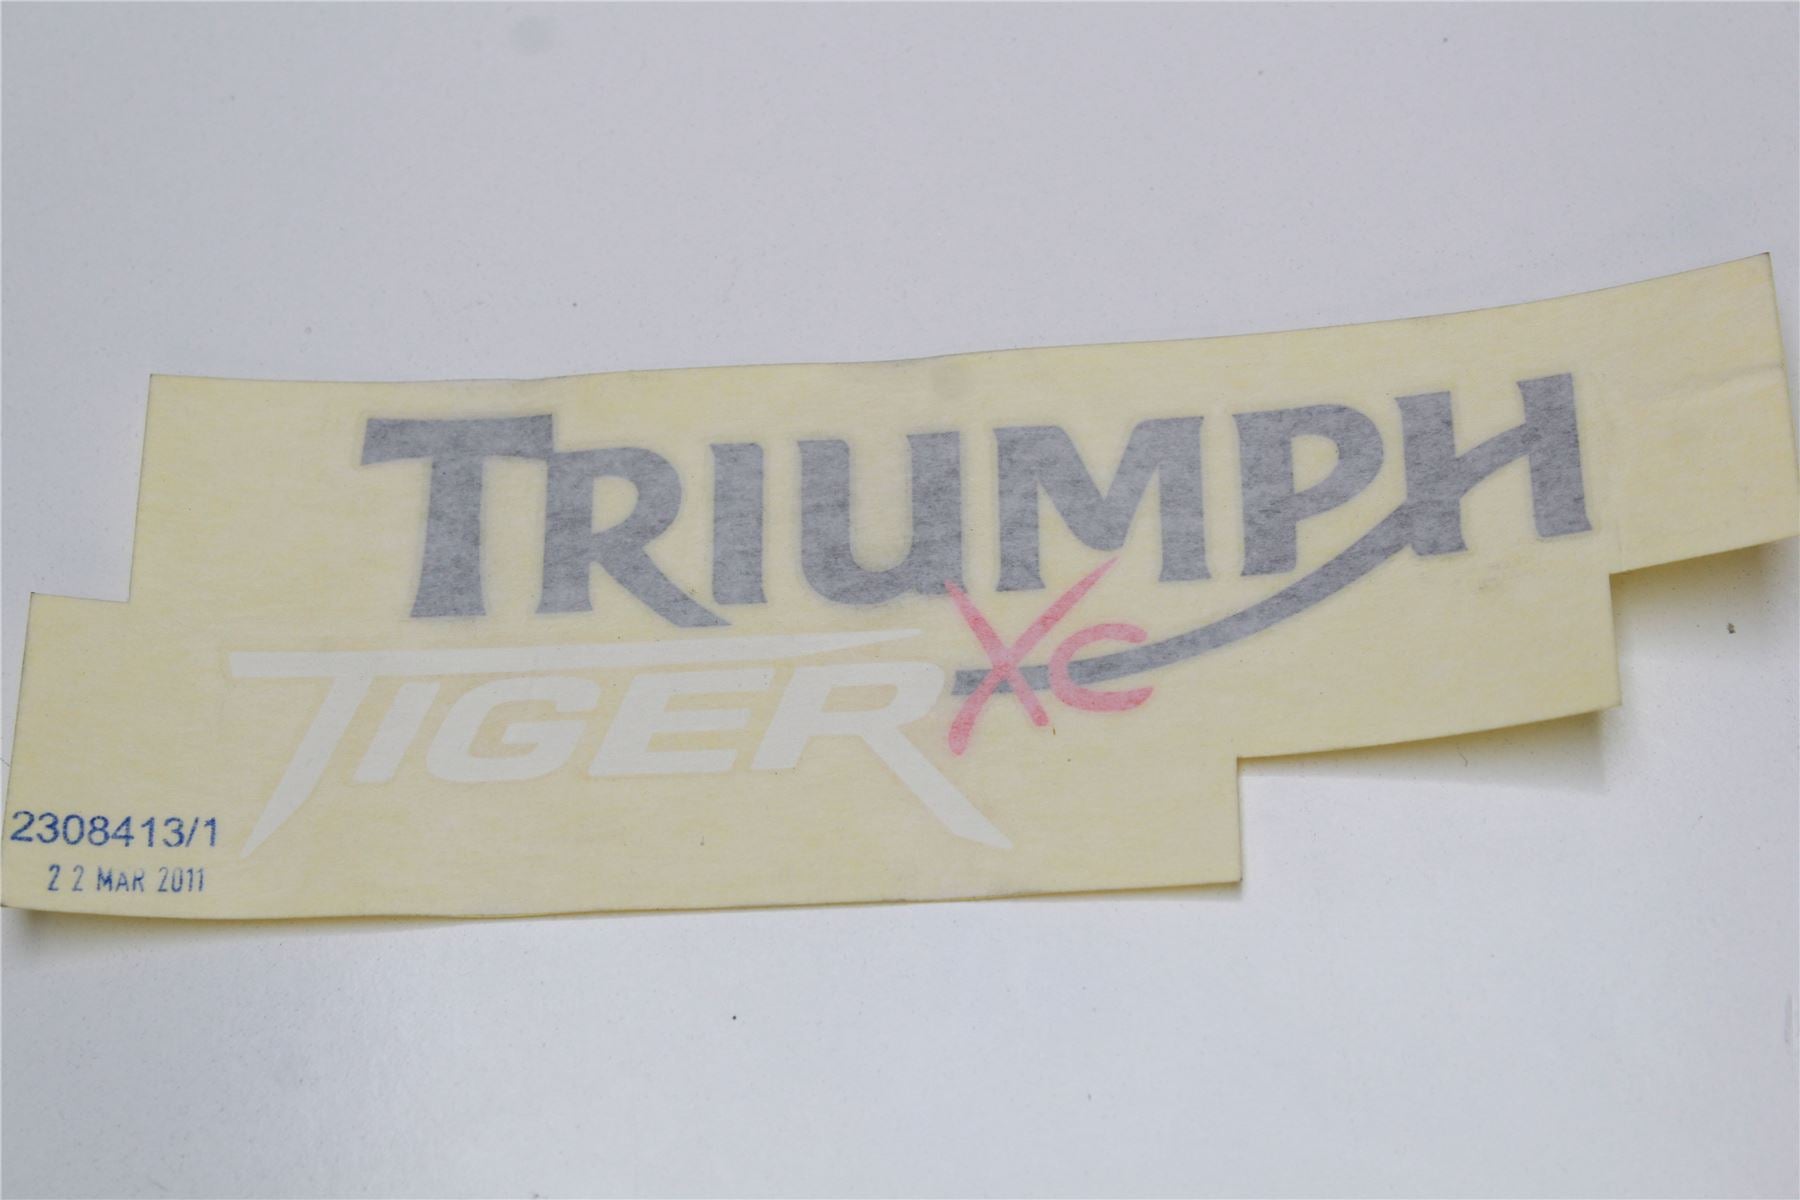 TRIUMPH
TIGER XC
2308413/1
22 MAR 2011